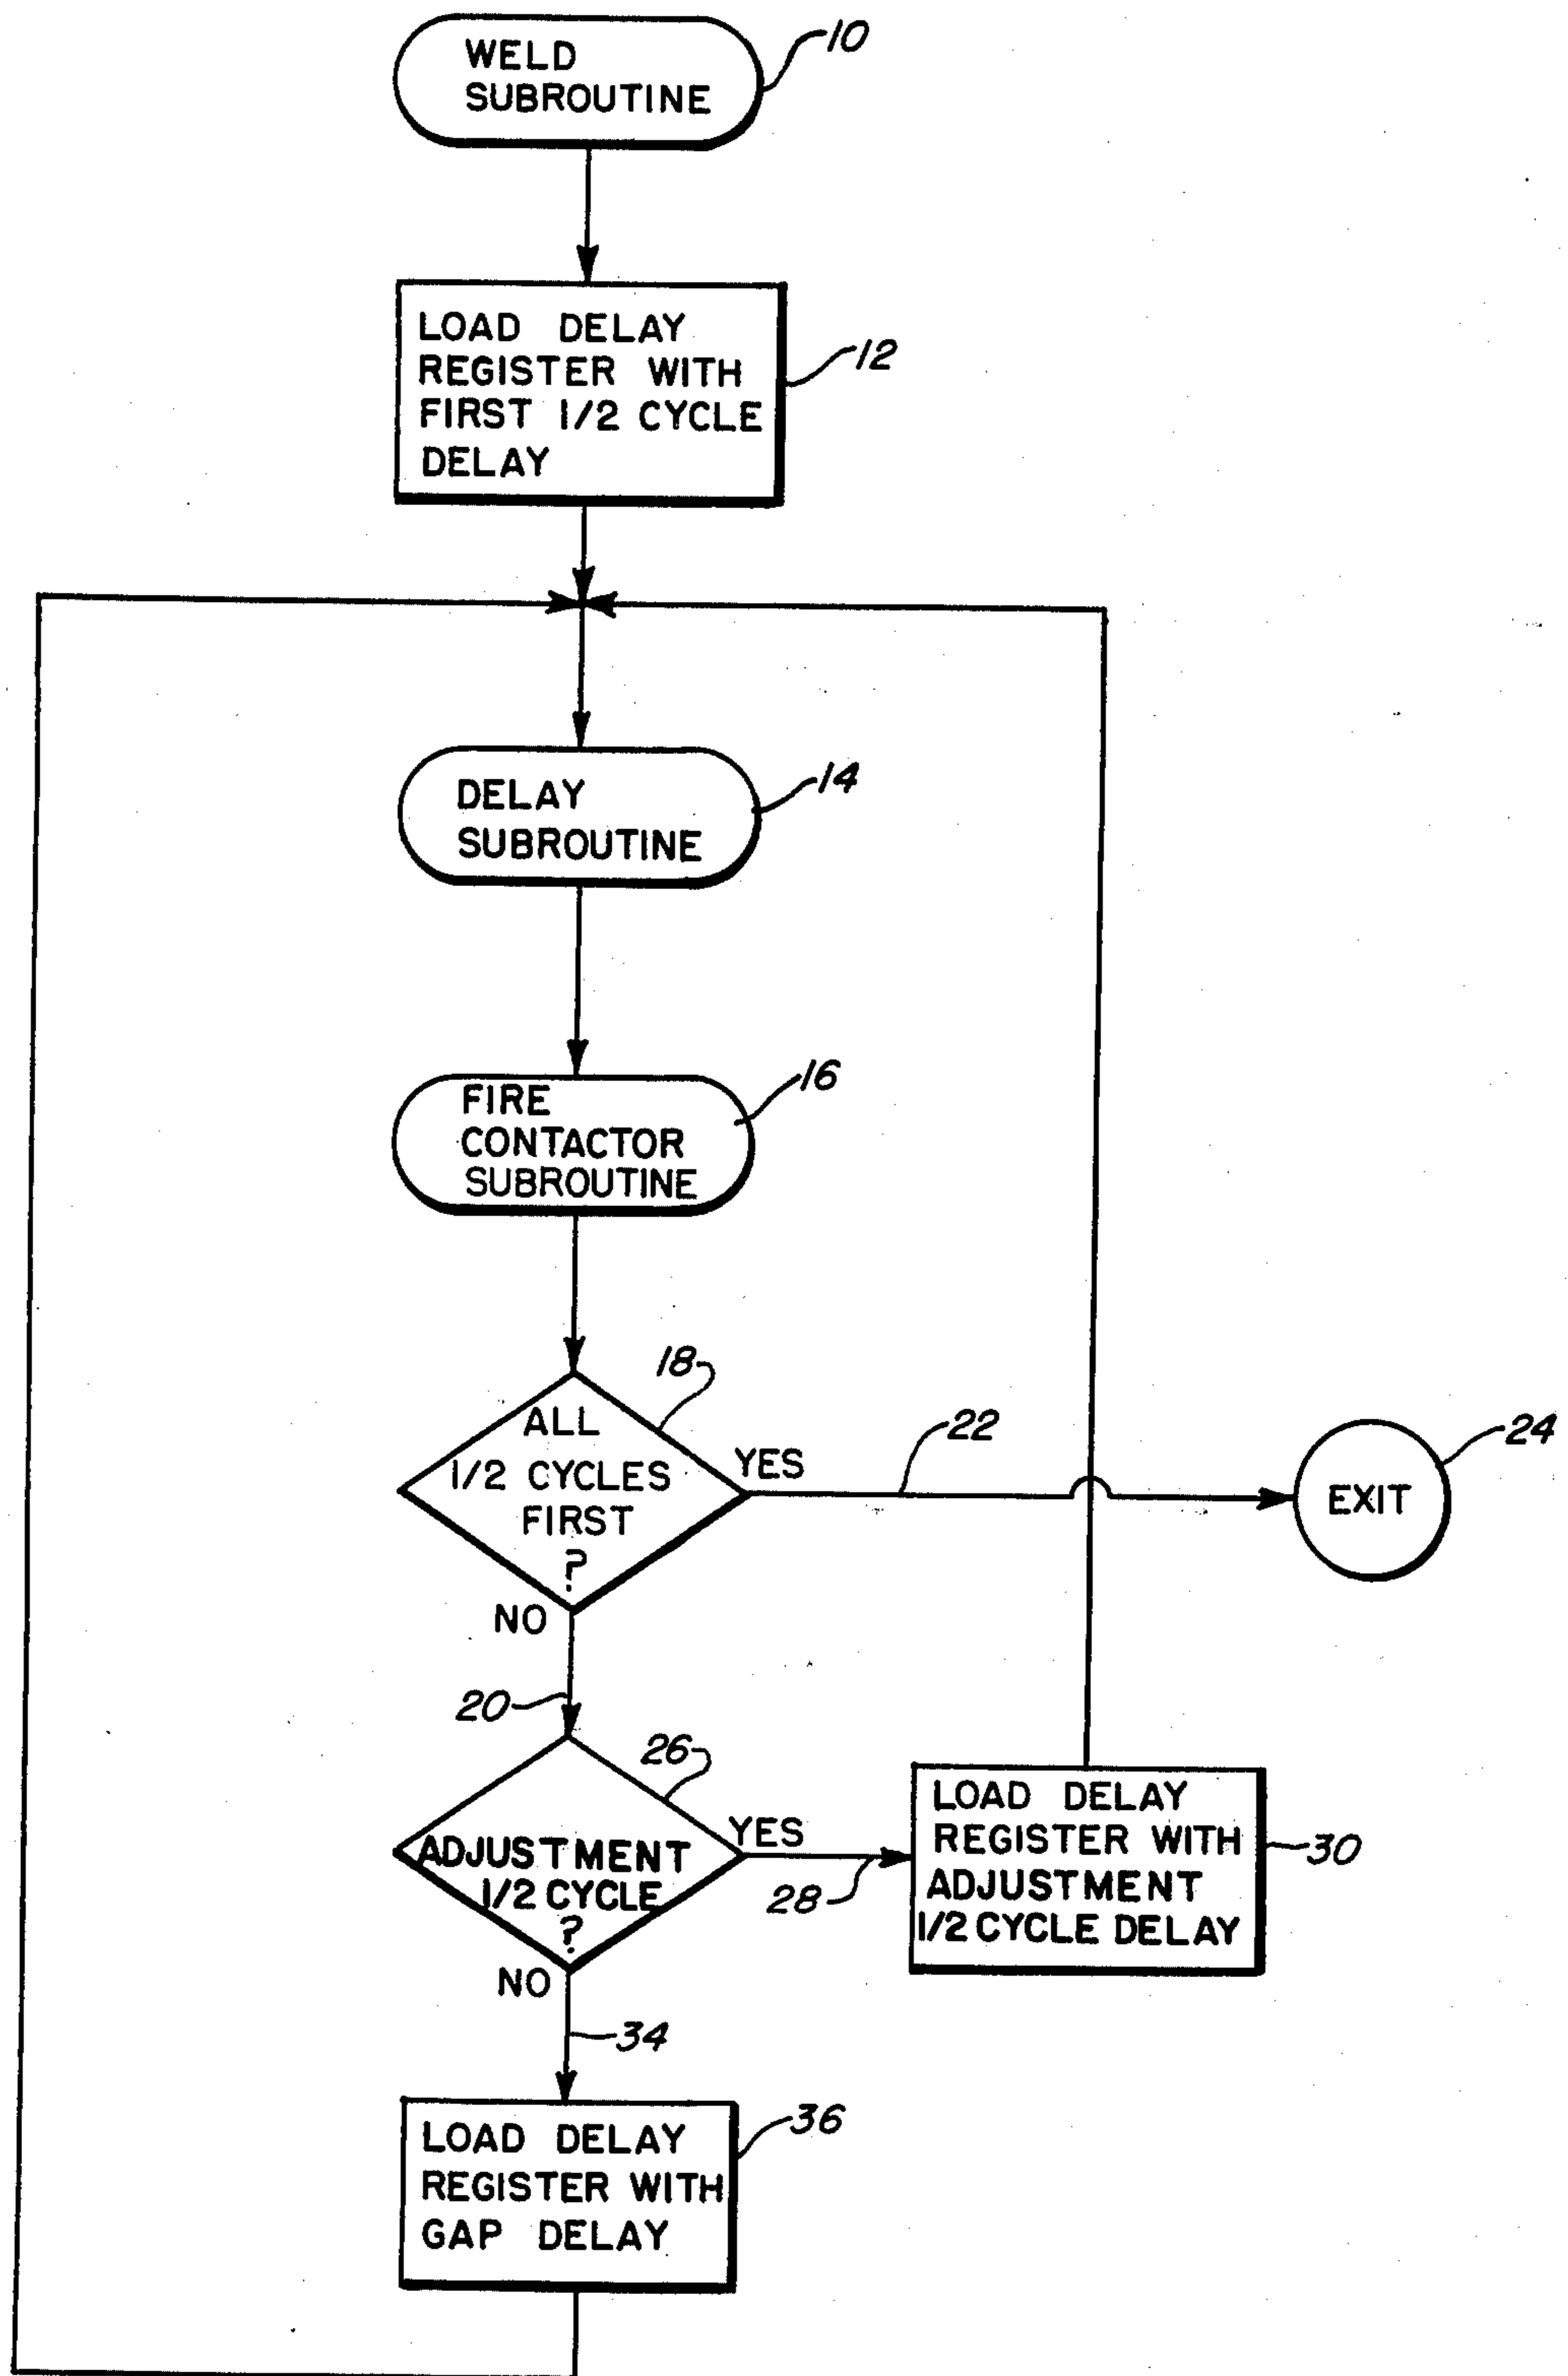 WELD
SUBROUTINE
10
LOAD DELAY
REGISTER WITH
FIRST 1/2 CYCLE
DELAY
12
DELAY
SUBROUTINE
14
FIRE
CONTACTOR
SUBROUTINE
16
18
ALL
1/2 CYCLES
FIRST
?
YES
22
24
EXIT
NO
20
26
ADJUSTMENT
1/2 CYCLE
?
YES
28
LOAD DELAY
REGISTER WITH
ADJUSTMENT
1/2 CYCLE DELAY
30
NO
34
LOAD DELAY
REGISTER WITH
GAP DELAY
36